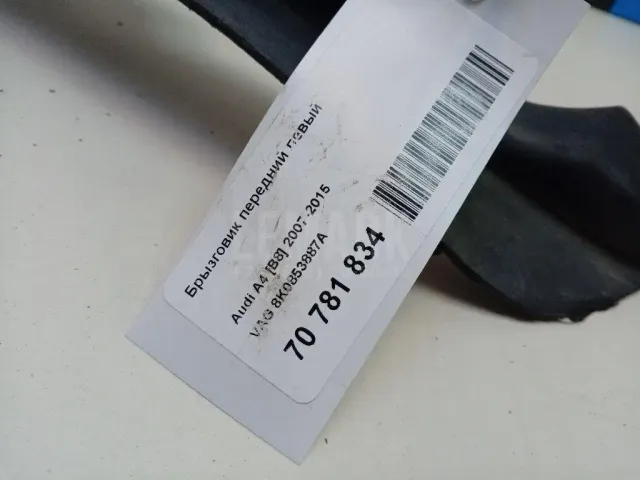 Брызговик передний левый
Audi A4 [B8] 2007-2015
VAG 8K0853887A
70 781 834